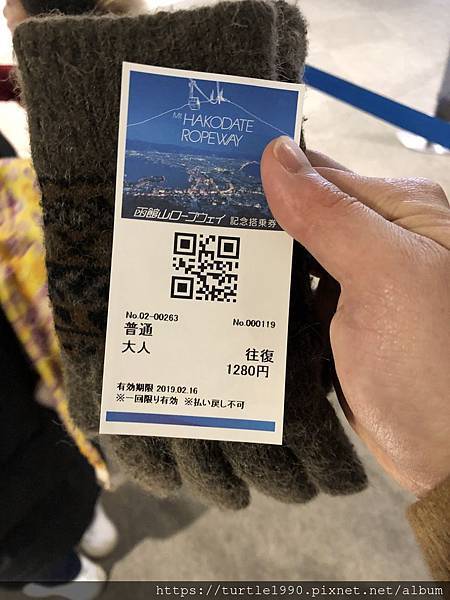 Mt. HAKODATE
ROPEWAY
函館山ロープウェイ 記念搭乗券
No.02-00263 No.000119
普通
大人 往復
1280円
有効期限 2019.02.16
※一回限り有効 ※払い戻し不可
https://turtle1990.pixnet.net/album